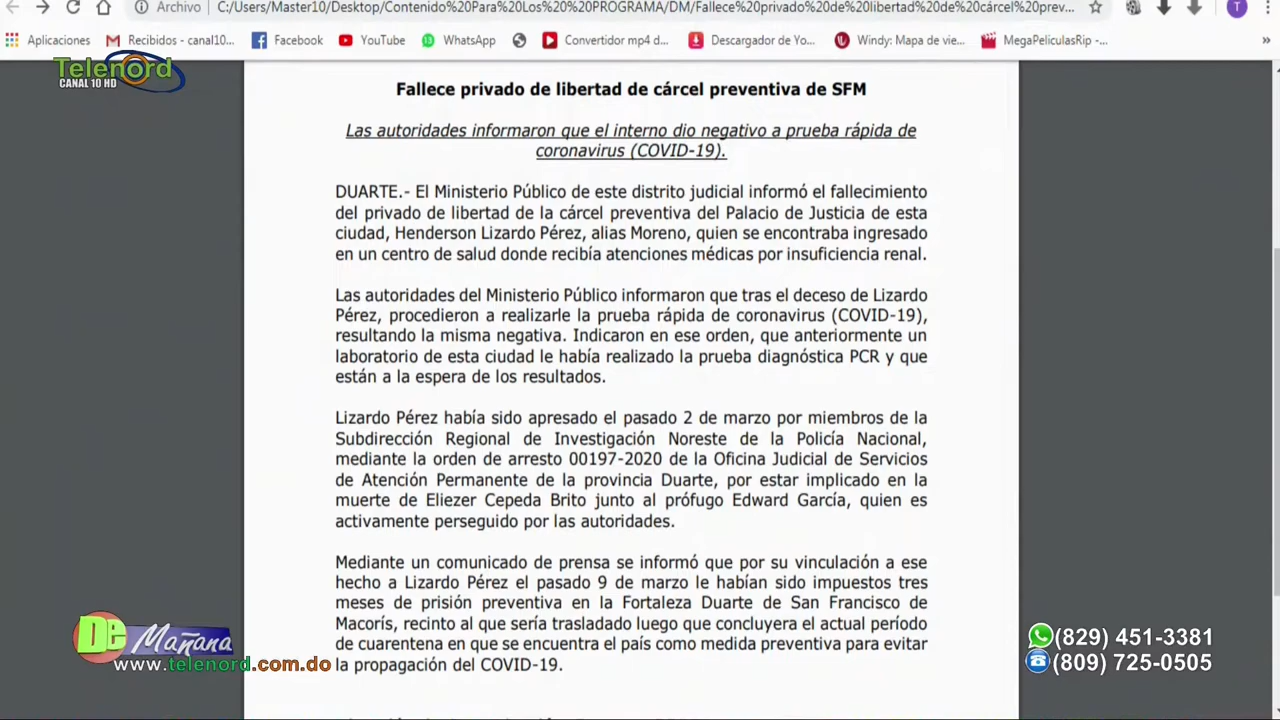 Archivo
C:/Users/Master10/Desktop/Contenido%20Para%20Los%20%20PROGRAMA/DM/Fallece%20privado%20de%20libertad%20de%20cárcel%20prev...
T
Aplicaciones
Recibidos - canal10...
Facebook
YouTube
WhatsApp
Convertidor mp4 d...
Descargador de Yo...
Windy: Mapa de vie...
MegaPeliculasRip -...
»
Telenord
CANAL 10 HD
Fallece privado de libertad de cárcel preventiva de SFM
Las autoridades informaron que el interno dio negativo a prueba rápida de
coronavirus (COVID-19).
DUARTE.- El Ministerio Público de este distrito judicial informó el fallecimiento
del privado de libertad de la cárcel preventiva del Palacio de Justicia de esta
ciudad, Henderson Lizardo Pérez, alias Moreno, quien se encontraba ingresado
en un centro de salud donde recibía atenciones médicas por insuficiencia renal.
Las autoridades del Ministerio Público informaron que tras el deceso de Lizardo
Pérez, procedieron a realizarle la prueba rápida de coronavirus (COVID-19),
resultando la misma negativa. Indicaron en ese orden, que anteriormente un
laboratorio de esta ciudad le había realizado la prueba diagnóstica PCR y que
están a la espera de los resultados.
Lizardo Pérez había sido apresado el pasado 2 de marzo por miembros de la
Subdirección Regional de Investigación Noreste de la Policía Nacional,
mediante la orden de arresto 00197-2020 de la Oficina Judicial de Servicios
de Atención Permanente de la provincia Duarte, por estar implicado en la
muerte de Eliezer Cepeda Brito junto al prófugo Edward García, quien es
activamente perseguido por las autoridades.
Mediante un comunicado de prensa se informó que por su vinculación a ese
hecho a Lizardo Pérez el pasado 9 de marzo le habían sido impuestos tres
meses de prisión preventiva en la Fortaleza Duarte de San Francisco de
Macorís, recinto al que sería trasladado luego que concluyera el actual período
de cuarentena en que se encuentra el país como medida preventiva para evitar
la propagación del COVID-19.
De Mañana
www.telenord.com.do
(829) 451-3381
(809) 725-0505